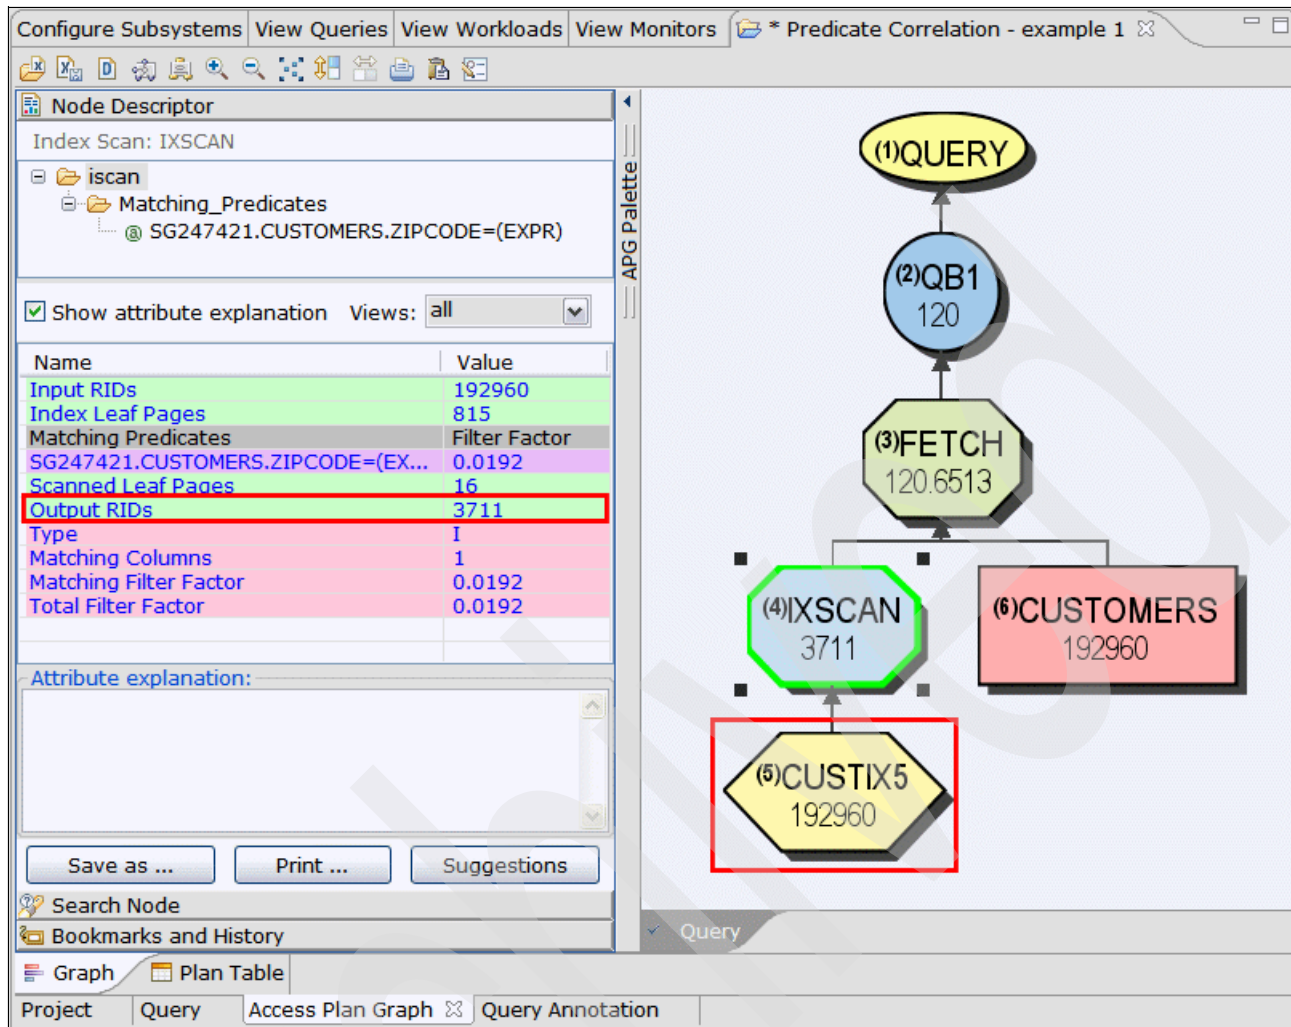 Configure Subsystems View Queries View Workloads View Monitors * Predicate Correlation - example 1
Node Descriptor
Index Scan: IXSCAN
iscan
Matching_Predicates
SG247421.CUSTOMERS.ZIPCODE=(EXPR)
Show attribute explanation Views: all
Name Value
Input RIDs 192960
Index Leaf Pages 815
Matching Predicates Filter Factor
SG247421.CUSTOMERS.ZIPCODE=(EX... 0.0192
Scanned Leaf Pages 16
Output RIDs 3711
Type I
Matching Columns 1
Matching Filter Factor 0.0192
Total Filter Factor 0.0192
Attribute explanation:
Save as ... Print ... Suggestions
Search Node
Bookmarks and History
APG Palette
(1)QUERY
(2)QB1
120
(3)FETCH
120.6513
(4)IXSCAN
3711
(6)CUSTOMERS
192960
(5)CUSTIX5
192960
Query
Graph Plan Table
Project Query Access Plan Graph Query Annotation